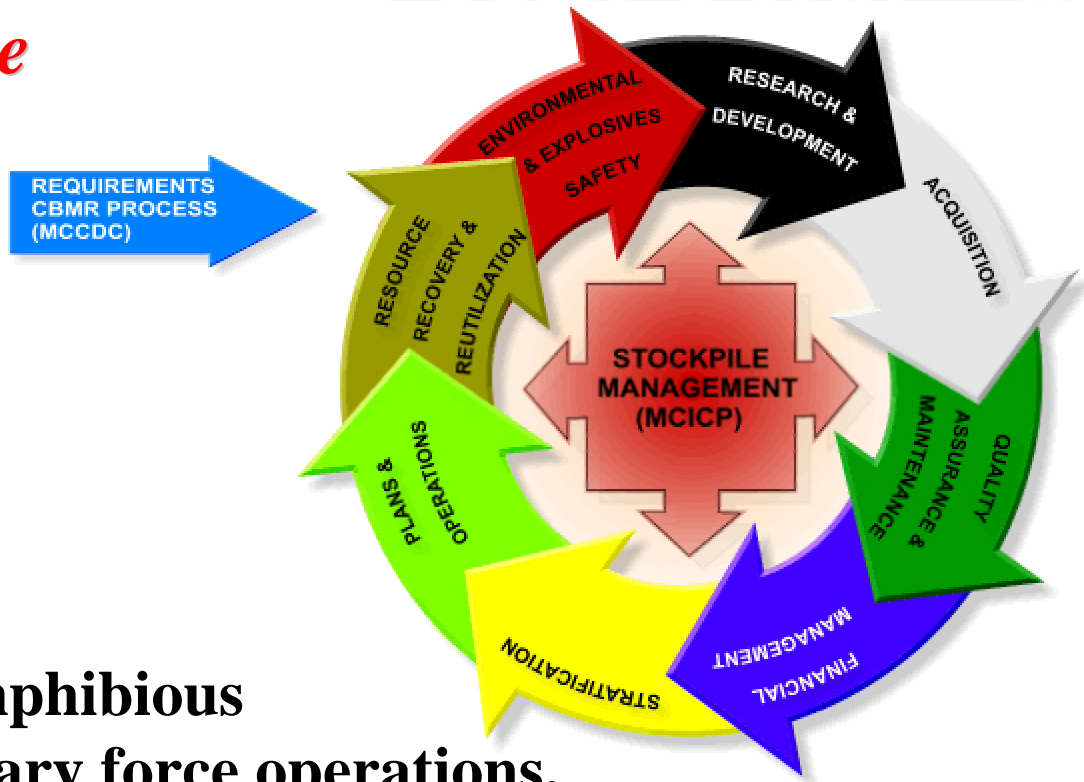 e
REQUIREMENTS
CBMR PROCESS
(MCCDC)
ENVIRONMENTAL
& EXPLOSIVES
SAFETY
RESEARCH &
DEVELOPMENT
ACQUISITION
QUALITY
ASSURANCE &
MAINTENANCE
FINANCIAL
MANAGEMENT
STRATIFICATION
PLANS &
OPERATIONS
RESOURCE
RECOVERY &
REUTILIZATION
STOCKPILE
MANAGEMENT
(MCICP)
nphibious
ary force operations.